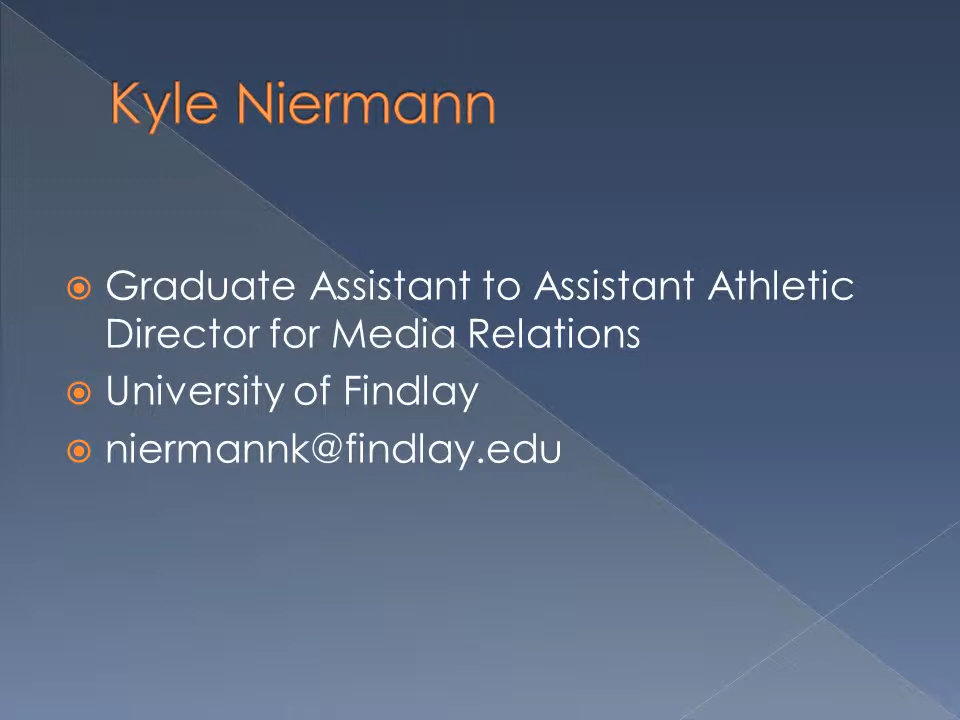 Kyle Niermann
Graduate Assistant to Assistant Athletic
Director for Media Relations
University of Findlay
niermannk@findlay.edu